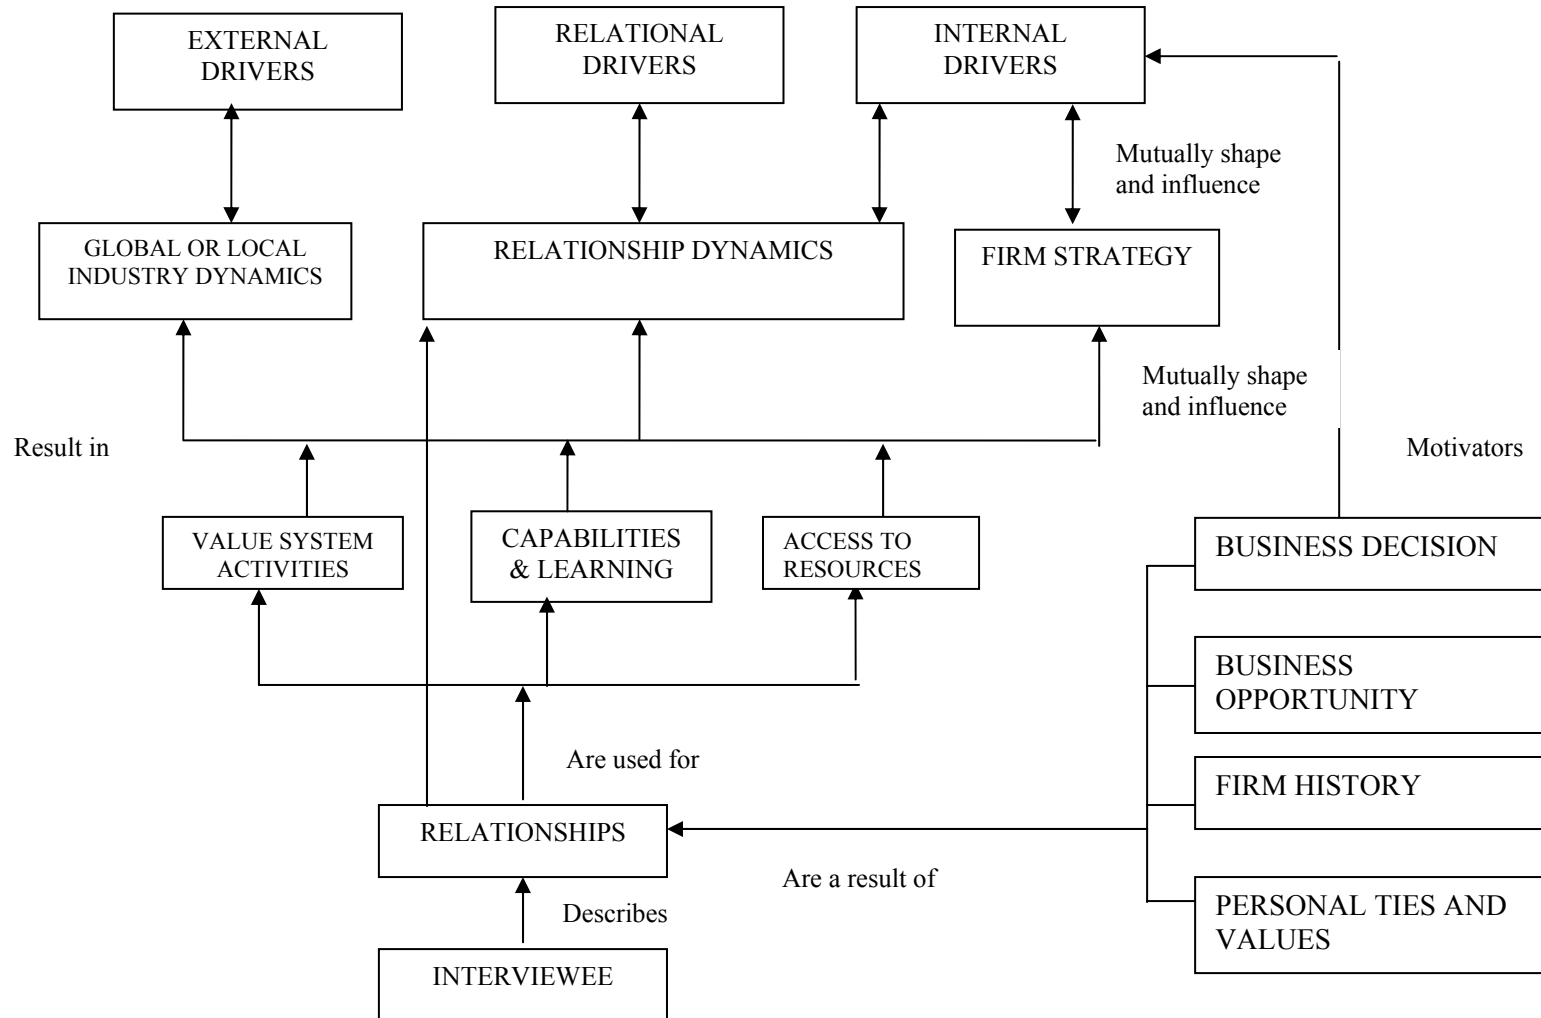 EXTERNAL
DRIVERS
RELATIONAL
DRIVERS
INTERNAL
DRIVERS
Mutually shape
and influence
GLOBAL OR LOCAL
INDUSTRY DYNAMICS
RELATIONSHIP DYNAMICS
FIRM STRATEGY
Mutually shape
and influence
Result in
Motivators
VALUE SYSTEM
ACTIVITIES
CAPABILITIES
& LEARNING
ACCESS TO
RESOURCES
BUSINESS DECISION
BUSINESS
OPPORTUNITY
Are used for
FIRM HISTORY
RELATIONSHIPS
Are a result of
Describes
PERSONAL TIES AND
VALUES
INTERVIEWEE